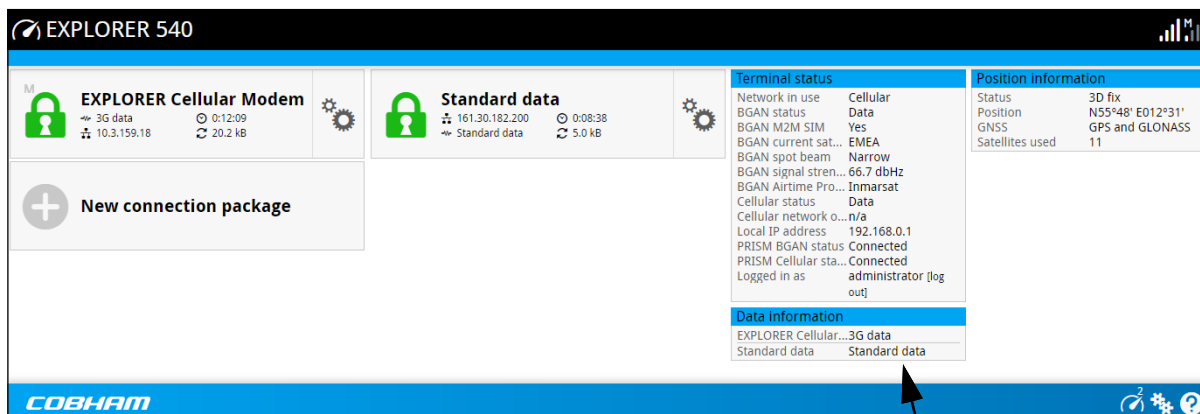 EXPLORER 540
M
M
EXPLORER Cellular Modem
3G data 0:12:09
10.3.159.18 20.2 kB
Standard data
161.30.182.200 0:08:38
Standard data 5.0 kB
New connection package
Terminal status
Network in use Cellular
BGAN status Data
BGAN M2M SIM Yes
BGAN current sat... EMEA
BGAN spot beam Narrow
BGAN signal stren... 66.7 dbHz
BGAN Airtime Pro... Inmarsat
Cellular status Data
Cellular network o... n/a
Local IP address 192.168.0.1
PRISM BGAN status Connected
PRISM Cellular sta... Connected
Logged in as administrator [log
out]
Data information
EXPLORER Cellular... 3G data
Standard data Standard data
Position information
Status 3D fix
Position N55°48' E012°31'
GNSS GPS and GLONASS
Satellites used 11
COBHAM
2
?